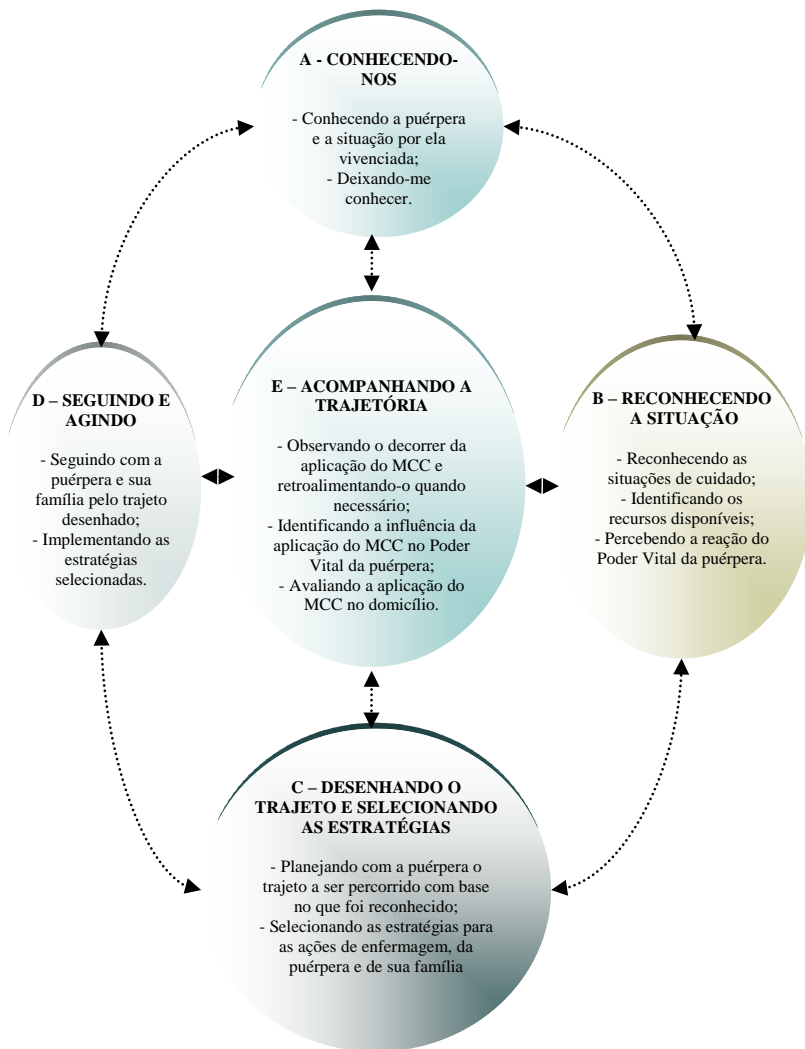 A - CONHECENDO-
NOS
- Conhecendo a puérpera
e a situação por ela
vivenciada;
- Deixando-me
conhecer.
D – SEGUINDO E
AGINDO
- Seguindo com a
puérpera e sua
família pelo trajeto
desenhado;
- Implementando as
estratégias
selecionadas.
E – ACOMPANHANDO A
TRAJETÓRIA
- Observando o decorrer da
aplicação do MCC e
retroalimentando-o quando
necessário;
- Identificando a influência da
aplicação do MCC no Poder
Vital da puérpera;
- Avaliando a aplicação do
MCC no domicílio.
B – RECONHECENDO
A SITUAÇÃO
- Reconhecendo as
situações de cuidado;
- Identificando os
recursos disponíveis;
- Percebendo a reação do
Poder Vital da puérpera.
C – DESENHANDO O
TRAJETO E SELECIONANDO
AS ESTRATÉGIAS
- Planejando com a puérpera o
trajeto a ser percorrido com base
no que foi reconhecido;
- Selecionando as estratégias para
as ações de enfermagem, da
puérpera e de sua família